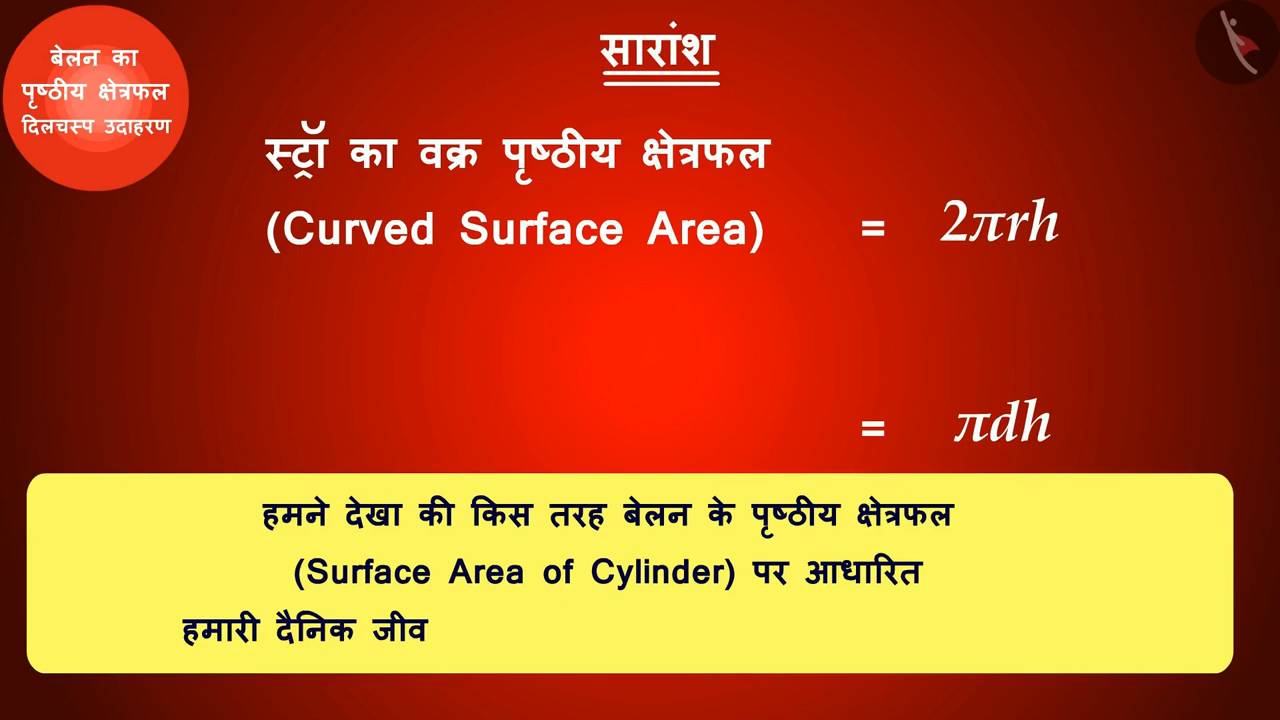 बेलन का
पृष्ठीय क्षेत्रफल
दिलचस्प उदाहरण
सारांश
स्ट्रॉ का वक्र पृष्ठीय क्षेत्रफल
(Curved Surface Area) = 2πrh
= πdh
हमने देखा की किस तरह बेलन के पृष्ठीय क्षेत्रफल
(Surface Area of Cylinder) पर आधारित
हमारी दैनिक जीव